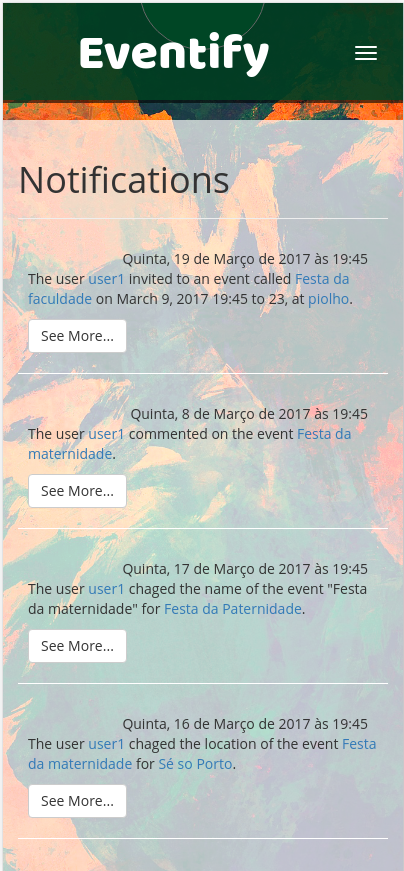 Eventify
Notifications
Quinta, 19 de Março de 2017 às 19:45
The user user1 invited to an event called Festa da
faculdade on March 9, 2017 19:45 to 23, at piolho.
See More...
Quinta, 8 de Março de 2017 às 19:45
The user user1 commented on the event Festa da
maternidade.
See More...
Quinta, 17 de Março de 2017 às 19:45
The user user1 chaged the name of the event "Festa
da maternidade" for Festa da Paternidade.
See More...
Quinta, 16 de Março de 2017 às 19:45
The user user1 chaged the location of the event Festa
da maternidade for Sé so Porto.
See More...